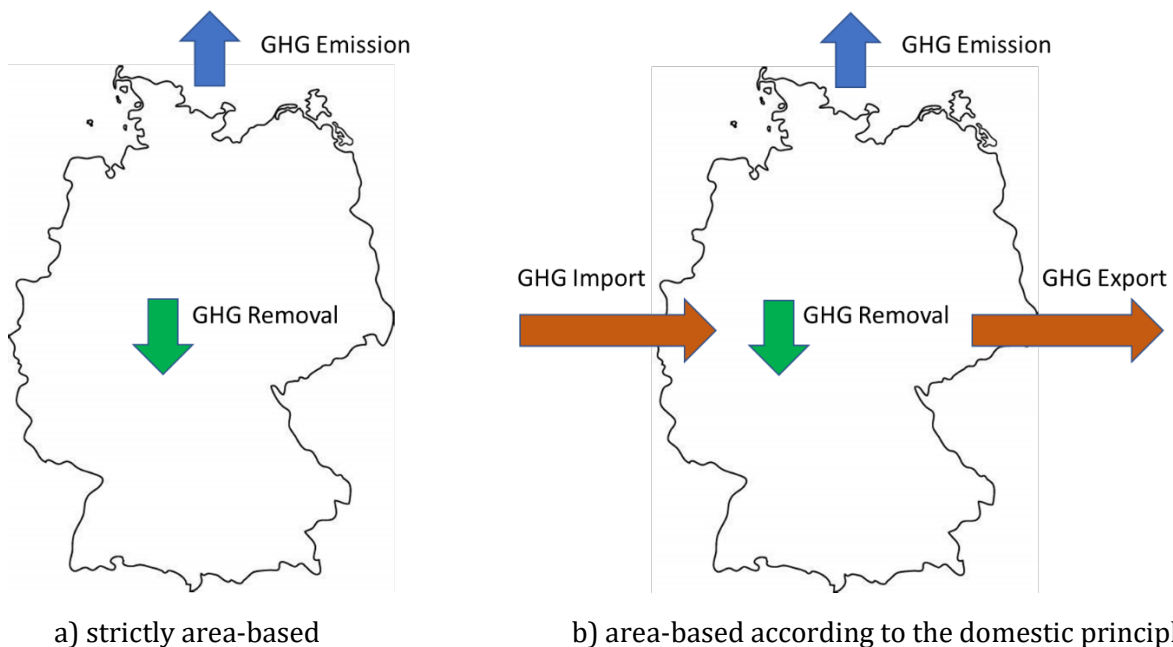 GHG Emission
GHG Removal
a) strictly area-based
GHG Emission
GHG Import
GHG Removal
GHG Export
b) area-based according to the domestic principl